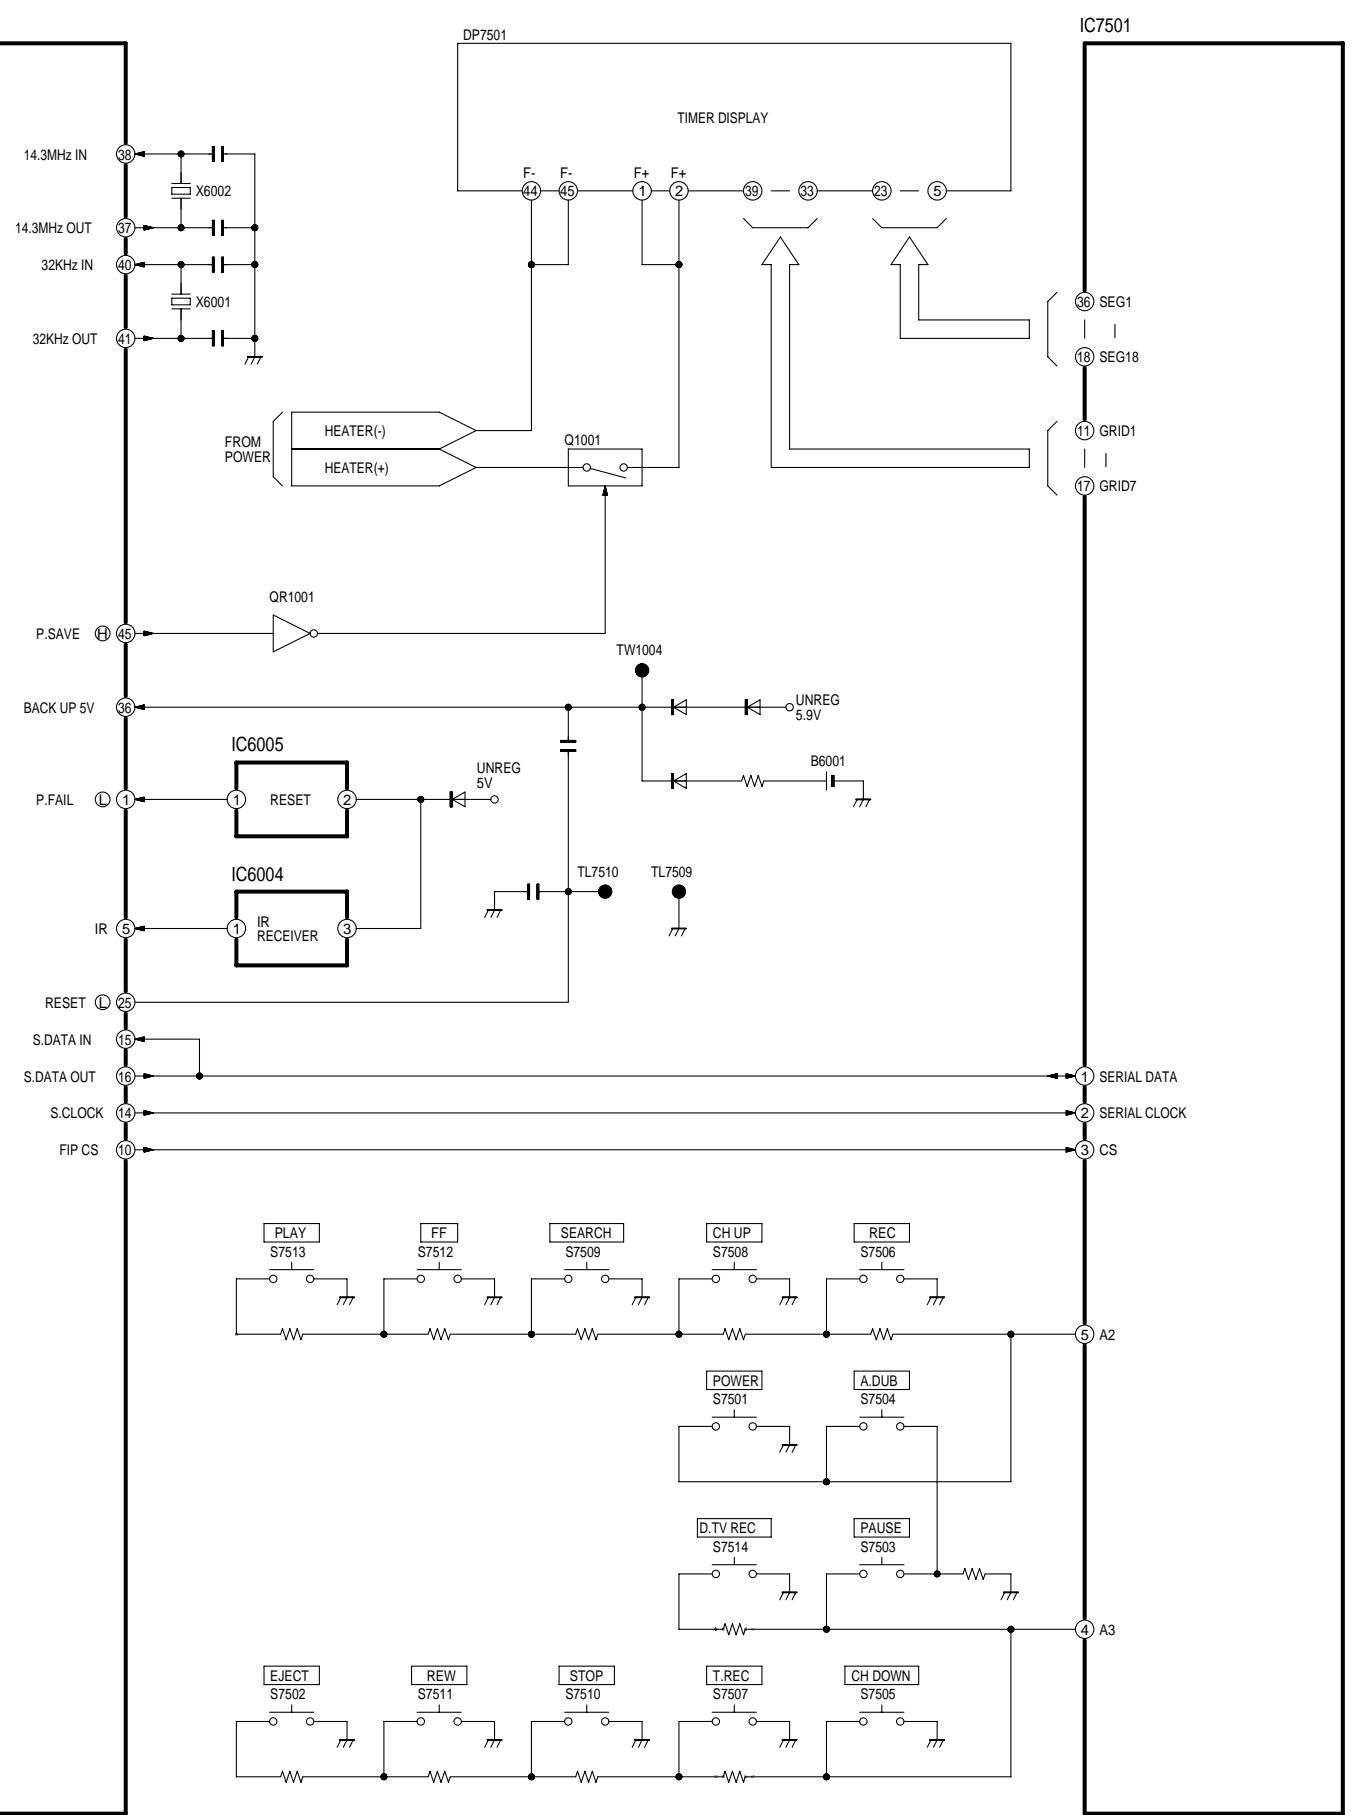 IC7501
DP7501
TIMER DISPLAY
14.3MHz IN 38
X6002
14.3MHz OUT 37
32KHz IN 40
X6001
32KHz OUT 41
F- F- F+ F+
44 45 1 2 39 33 23 5
36 SEG1
18 SEG18
11 GRID1
17 GRID7
FROM
POWER
HEATER(-)
HEATER(+)
Q1001
QR1001
P.SAVE H 45
TW1004
BACK UP 5V 36
UNREG
5.9V
IC6005
B6001
UNREG
5V
P.FAIL L 1
1 RESET 2
IC6004
TL7510
TL7509
IR 5
1 IR
RECEIVER 3
RESET L 25
S.DATA IN 15
S.DATA OUT 16
1 SERIAL DATA
S.CLOCK 14
2 SERIAL CLOCK
FIP CS 10
3 CS
PLAY FF SEARCH CH UP REC
S7513 S7512 S7509 S7508 S7506
5 A2
POWER A.DUB
S7501 S7504
D.TV REC PAUSE
S7514 S7503
4 A3
EJECT REW STOP T.REC CH DOWN
S7502 S7511 S7510 S7507 S7505